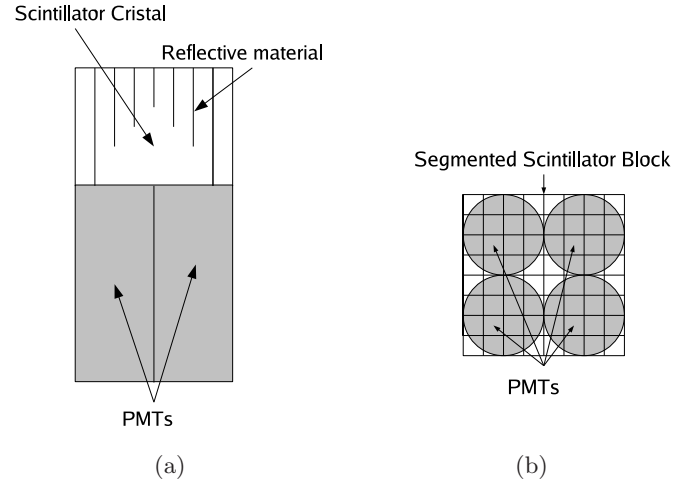 Scintillator Cristal
Reflective material
PMTs
(a)
Segmented Scintillator Block
PMTs
(b)